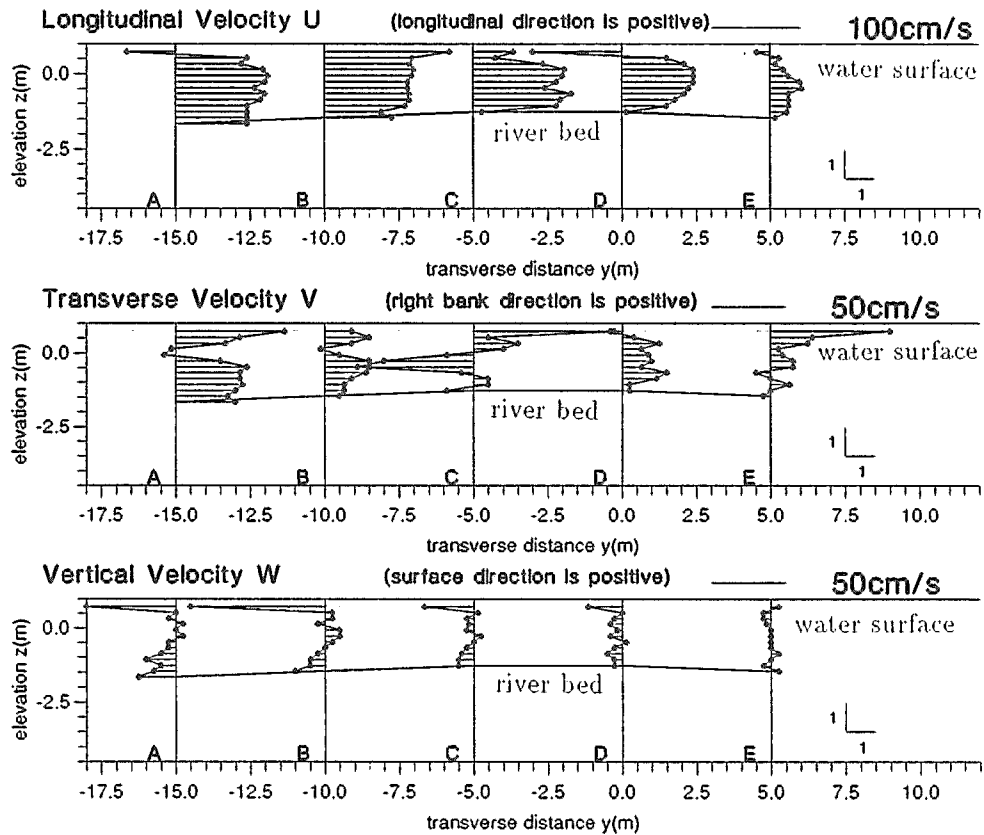 Longitudinal Velocity U (longitudinal direction is positive) 100cm/s
elevation z(m)
0.0
-2.5
water surface
river bed
1
1
A B C D E
-17.5 -15.0 -12.5 -10.0 -7.5 -5.0 -2.5 0.0 2.5 5.0 7.5 10.0
transverse distance y(m)
Transverse Velocity V (right bank direction is positive) 50cm/s
elevation z(m)
0.0
-2.5
water surface
river bed
1
1
A B C D E
-17.5 -15.0 -12.5 -10.0 -7.5 -5.0 -2.5 0.0 2.5 5.0 7.5 10.0
transverse distance y(m)
Vertical Velocity W (surface direction is positive) 50cm/s
elevation z(m)
0.0
-2.5
water surface
river bed
1
1
A B C D E
-17.5 -15.0 -12.5 -10.0 -7.5 -5.0 -2.5 0.0 2.5 5.0 7.5 10.0
transverse distance y(m)